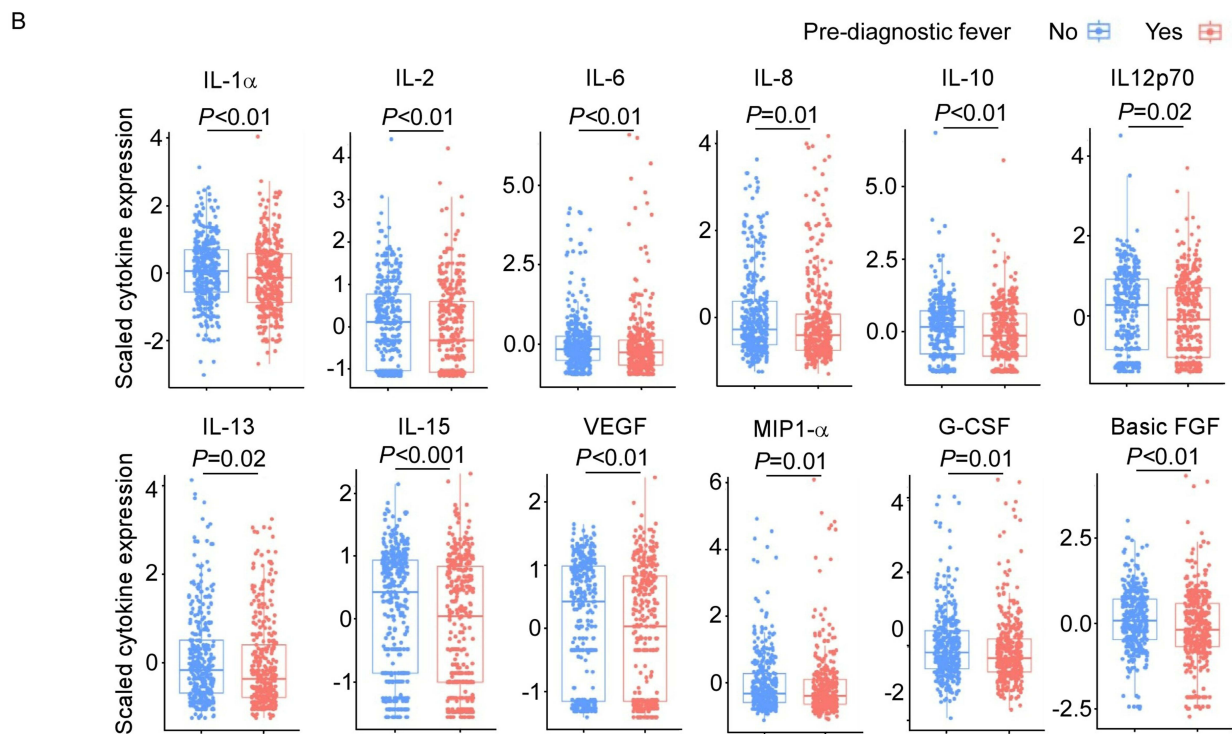 B
Pre-diagnostic fever No Yes
IL-1α IL-2 IL-6 IL-8 IL-10 IL12p70
P<0.01 P<0.01 P<0.01 P=0.01 P<0.01 P=0.02
Scaled cytokine expression
4 2 0 -2
4 3 2 1 0 -1
5.0 2.5 0.0
4 2 0
5.0 2.5 0.0
4 2 0
IL-13 IL-15 VEGF MIP1-α G-CSF Basic FGF
P=0.02 P<0.001 P<0.01 P=0.01 P=0.01 P<0.01
Scaled cytokine expression
4 2 0
2 1 0 -1
2 1 0 -1
6 4 2 0
4 2 0 -2
2.5 0.0 -2.5